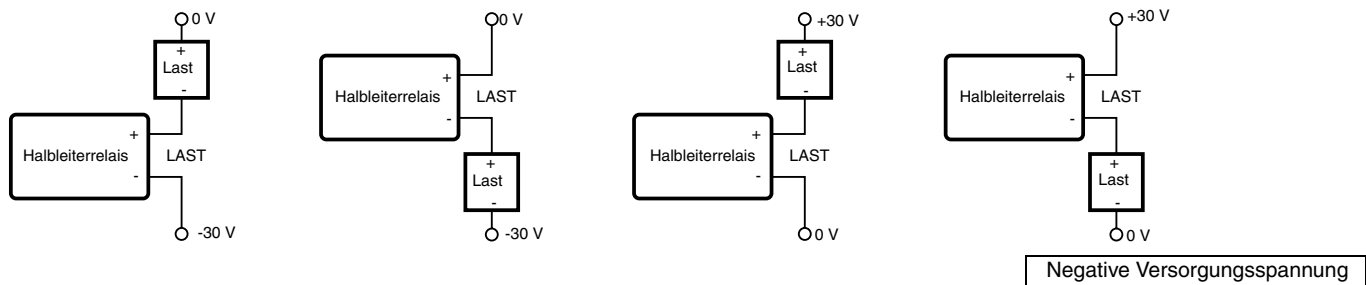 0 V
+
Last
-
+
Halbleiterrelais
LAST
-
-30 V
0 V
+
Halbleiterrelais
LAST
-
+
Last
-
-30 V
+30 V
+
Last
-
+
Halbleiterrelais
LAST
-
0 V
+30 V
+
Halbleiterrelais
LAST
-
+
Last
-
0 V
Negative Versorgungsspannung